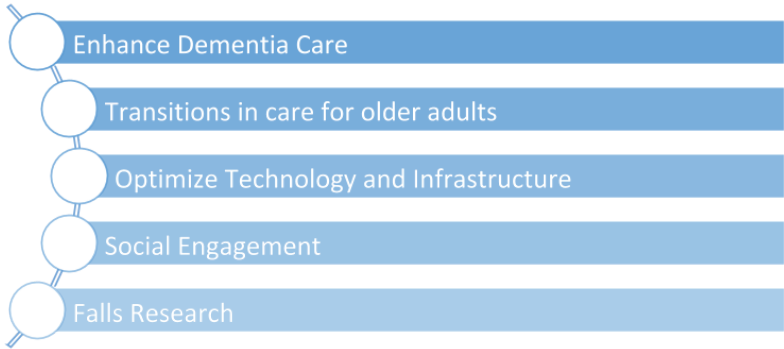 Enhance Dementia Care
Transitions in care for older adults
Optimize Technology and Infrastructure
Social Engagement
Falls Research